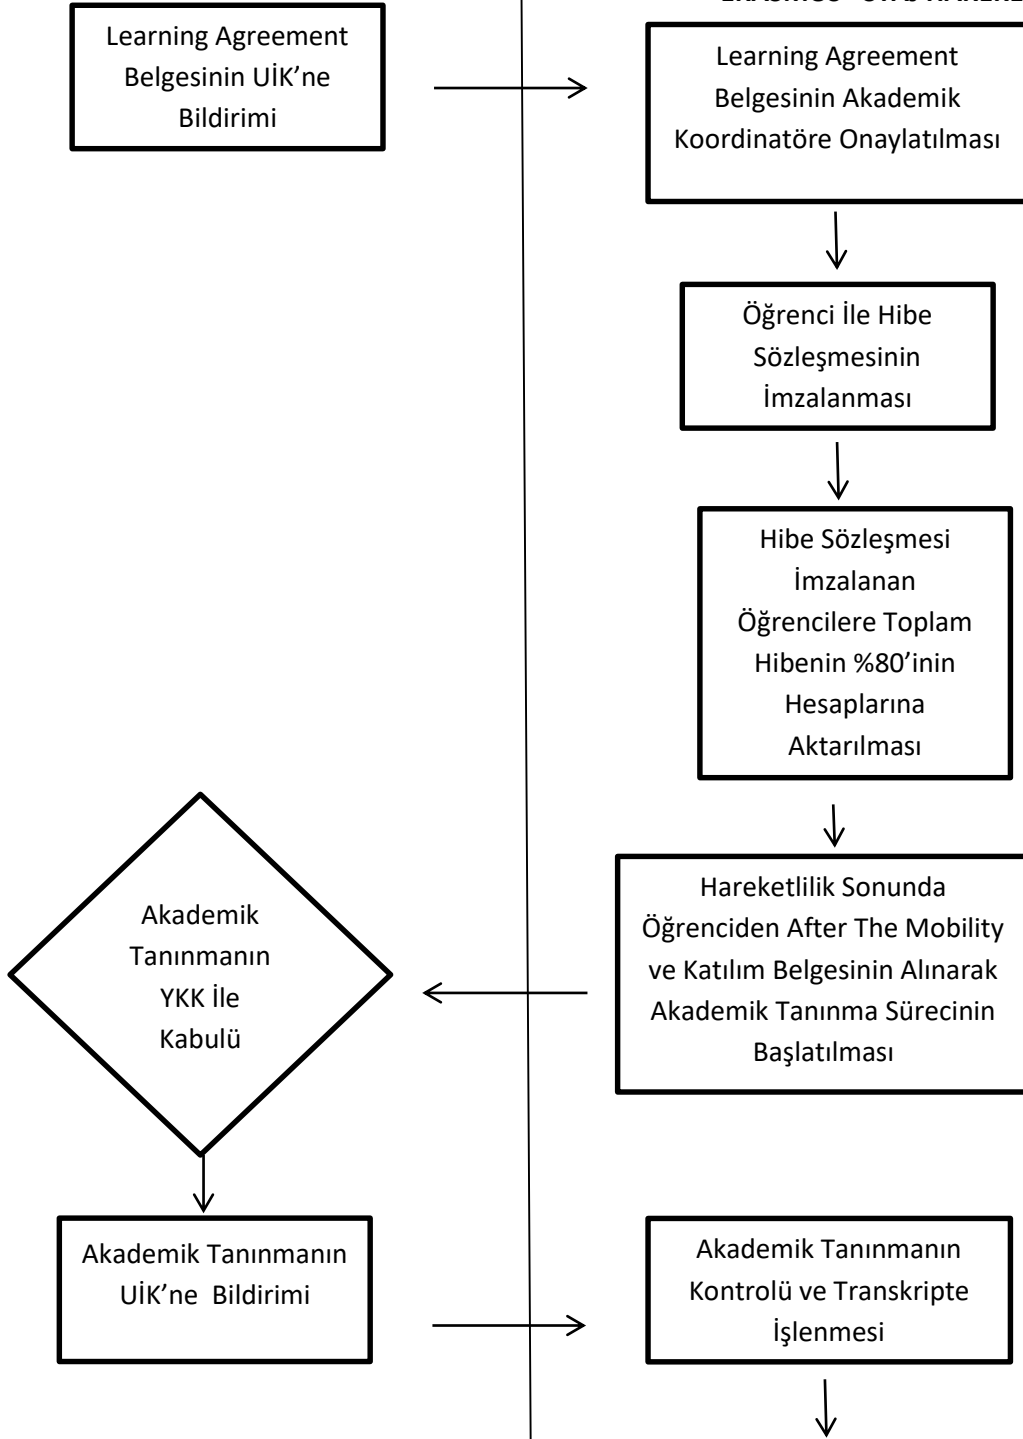 Learning Agreement
Belgesinin UİK’ne
Bildirimi
Learning Agreement
Belgesinin Akademik
Koordinatöre Onaylatılması
Öğrenci İle Hibe
Sözleşmesinin
İmzalanması
Hibe Sözleşmesi
İmzalanan
Öğrencilere Toplam
Hibenin %80’inin
Hesaplarına
Aktarılması
Hareketlilik Sonunda
Öğrenciden After The Mobility
ve Katılım Belgesinin Alınarak
Akademik Tanınma Sürecinin
Başlatılması
Akademik
Tanınmanın
YKK İle
Kabulü
Akademik Tanınmanın
UİK’ne  Bildirimi
Akademik Tanınmanın
Kontrolü ve Transkripte
İşlenmesi